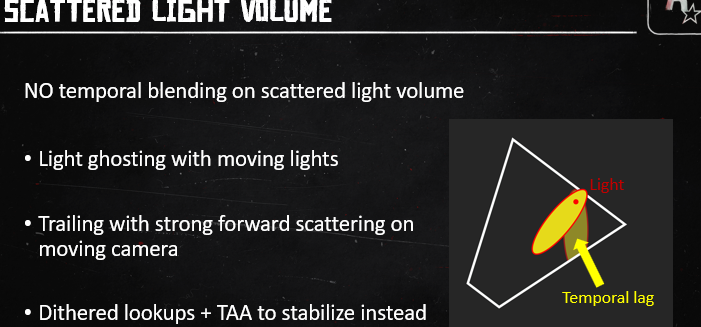 SCATTERED LIGHT VOLUME
NO temporal blending on scattered light volume
• Light ghosting with moving lights
• Trailing with strong forward scattering on
moving camera
• Dithered lookups + TAA to stabilize instead
Light
Temporal lag